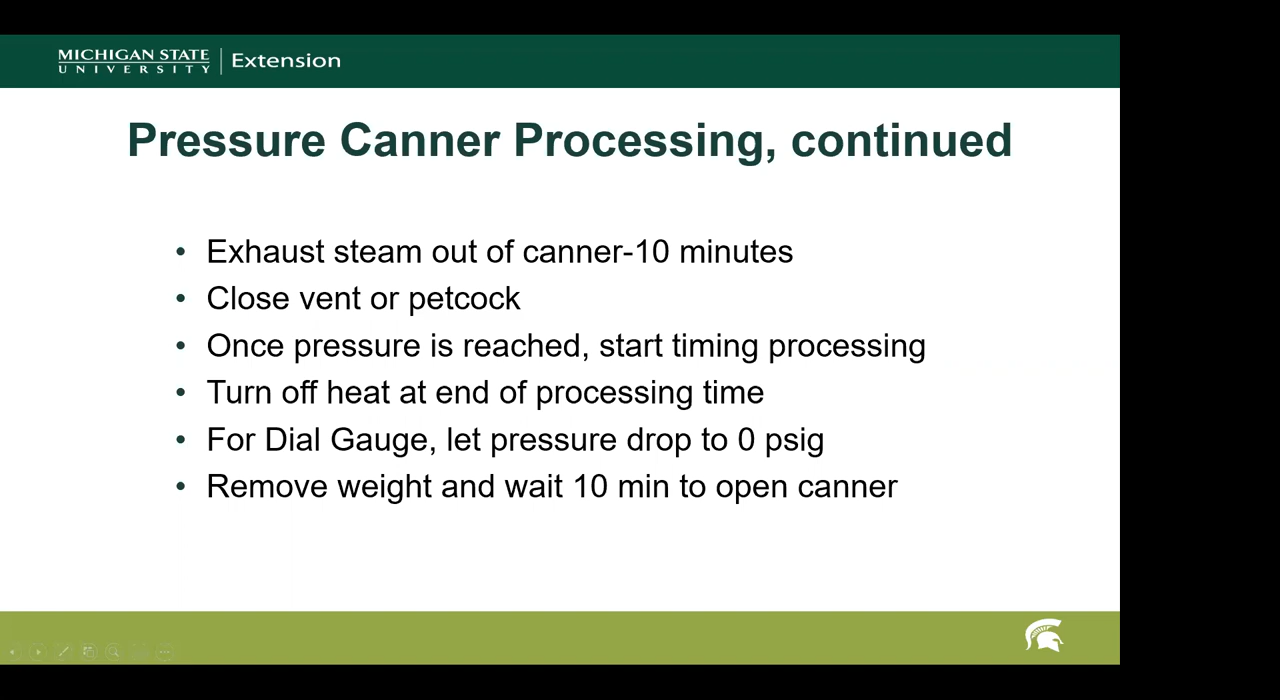 MICHIGAN STATE
UNIVERSITY
Extension
Pressure Canner Processing, continued
• Exhaust steam out of canner-10 minutes
• Close vent or petcock
• Once pressure is reached, start timing processing
• Turn off heat at end of processing time
• For Dial Gauge, let pressure drop to 0 psig
• Remove weight and wait 10 min to open canner